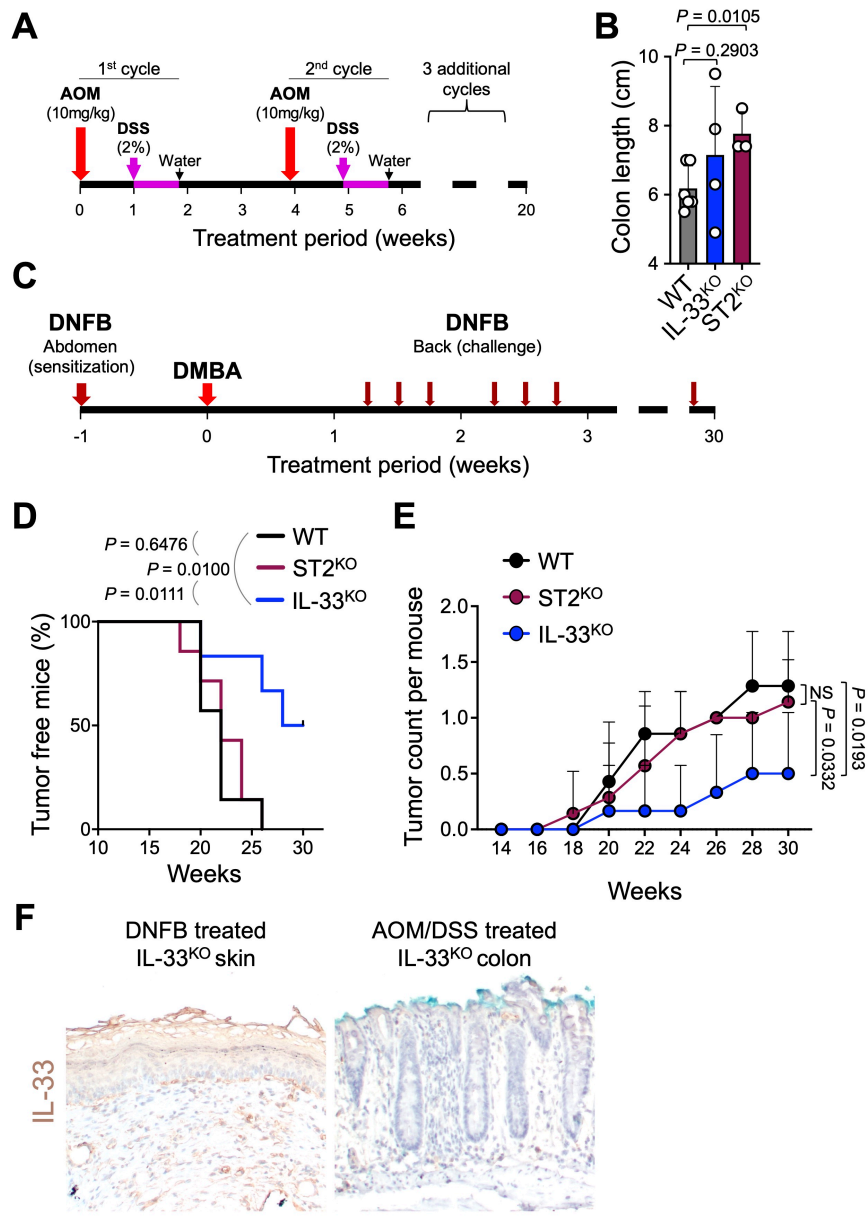 A
1st cycle
2nd cycle
3 additional
cycles
AOM
(10mg/kg)
AOM
(10mg/kg)
DSS
(2%)
DSS
(2%)
Water
Water
0 1 2 3 4 5 6 20
Treatment period (weeks)
B
P = 0.0105
P = 0.2903
Colon length (cm)
10
8
6
4
WT
IL-33KO
ST2KO
C
DNFB
Abdomen
(sensitization)
DMBA
DNFB
Back (challenge)
-1 0 1 2 3 30
Treatment period (weeks)
D
P = 0.6476
P = 0.0100
P = 0.0111
WT
ST2KO
IL-33KO
Tumor free mice (%)
100
50
0
10 15 20 25 30
Weeks
E
WT
ST2KO
IL-33KO
Tumor count per mouse
2.0
1.5
1.0
0.5
0.0
14 16 18 20 22 24 26 28 30
Weeks
NS
P = 0.0332
P = 0.0193
F
DNFB treated
IL-33KO skin
AOM/DSS treated
IL-33KO colon
IL-33